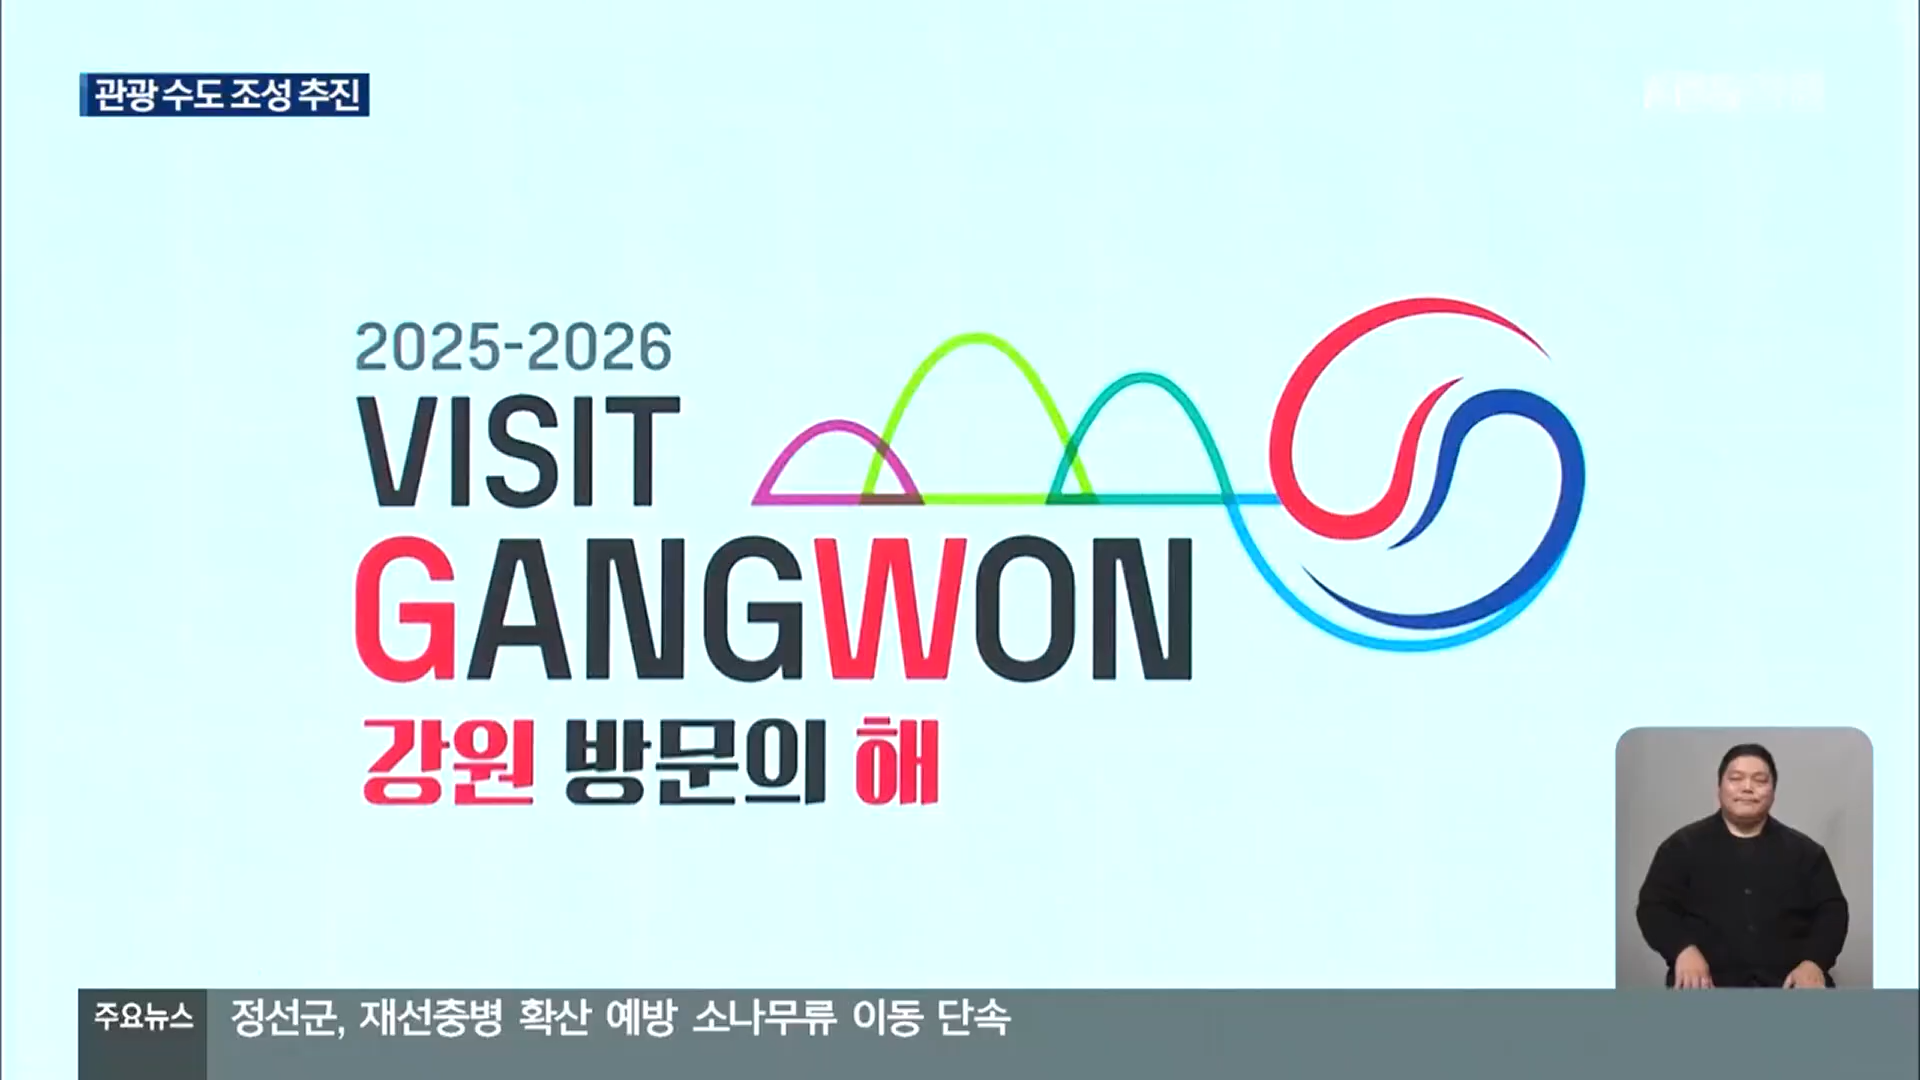 관광 수도 조성 추진
2025-2026
VISIT
GANGWON
강원 방문의 해
주요뉴스
정선군, 재선충병 확산 예방 소나무류 이동 단속